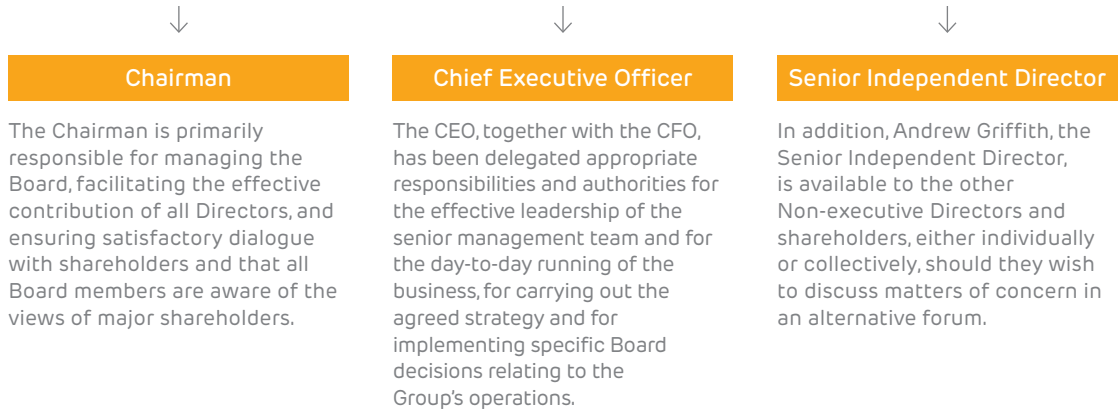 Chairman
The Chairman is primarily
responsible for managing the
Board, facilitating the effective
contribution of all Directors, and
ensuring satisfactory dialogue
with shareholders and that all
Board members are aware of the
views of major shareholders.
Chief Executive Officer
The CEO, together with the CFO,
has been delegated appropriate
responsibilities and authorities for
the effective leadership of the
senior management team and for
the day-to-day running of the
business, for carrying out the
agreed strategy and for
implementing specific Board
decisions relating to the
Group's operations.
Senior Independent Director
In addition, Andrew Griffith, the
Senior Independent Director,
is available to the other
Non-executive Directors and
shareholders, either individually
or collectively, should they wish
to discuss matters of concern in
an alternative forum.